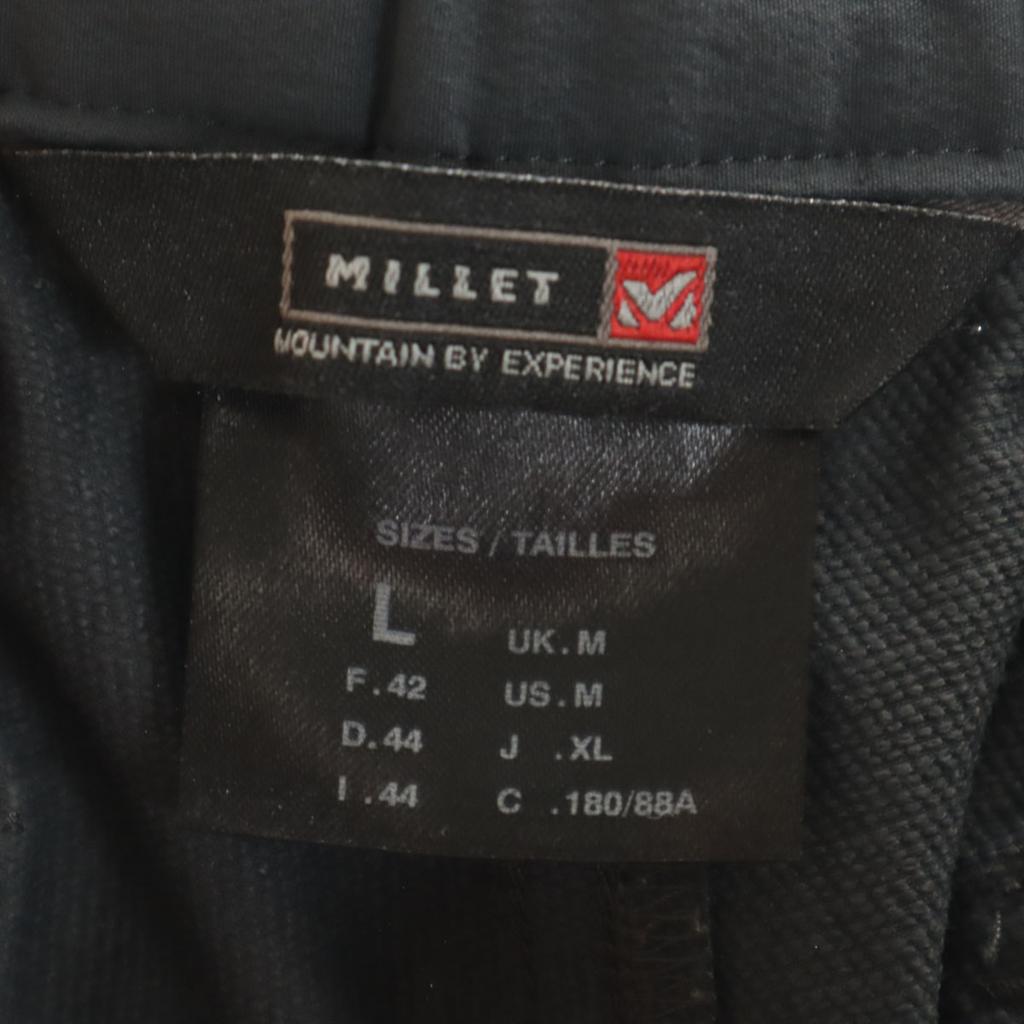 MILLET
MOUNTAIN BY EXPERIENCE
SIZES / TAILLES
L UK.M
F.42 US.M
D.44 J .XL
I .44 C .180/88A